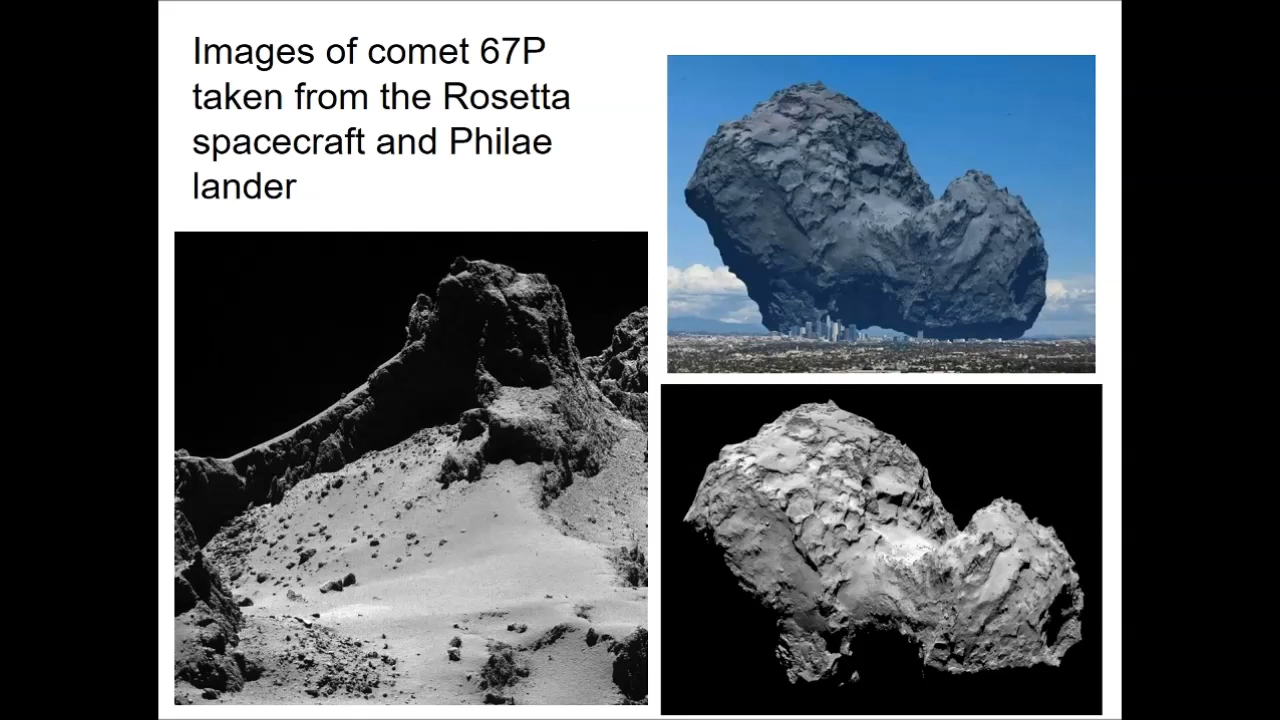 Images of comet 67P
taken from the Rosetta
spacecraft and Philae
lander